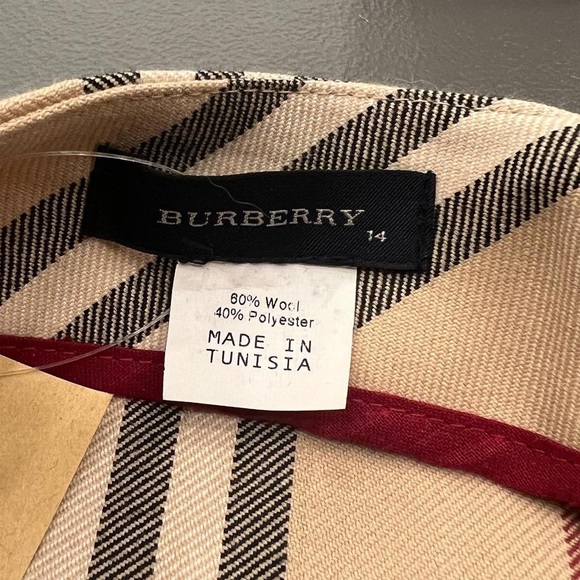 BURBERRY
14
60% Wool
40% Polyester
MADE IN
TUNISIA